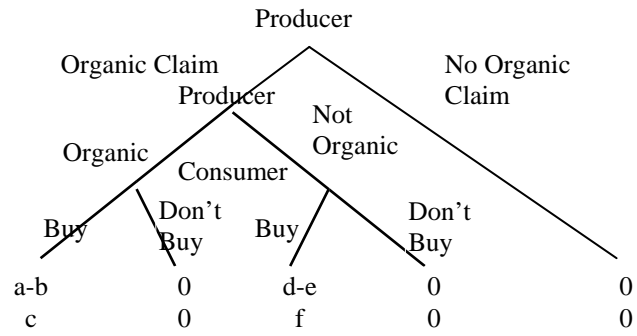 Producer
Organic Claim
No Organic
Claim
Producer
Not
Organic
Organic
Consumer
Buy
Don't
Buy
Buy
Don't
Buy
a-b 0 d-e 0 0
c 0 f 0 0